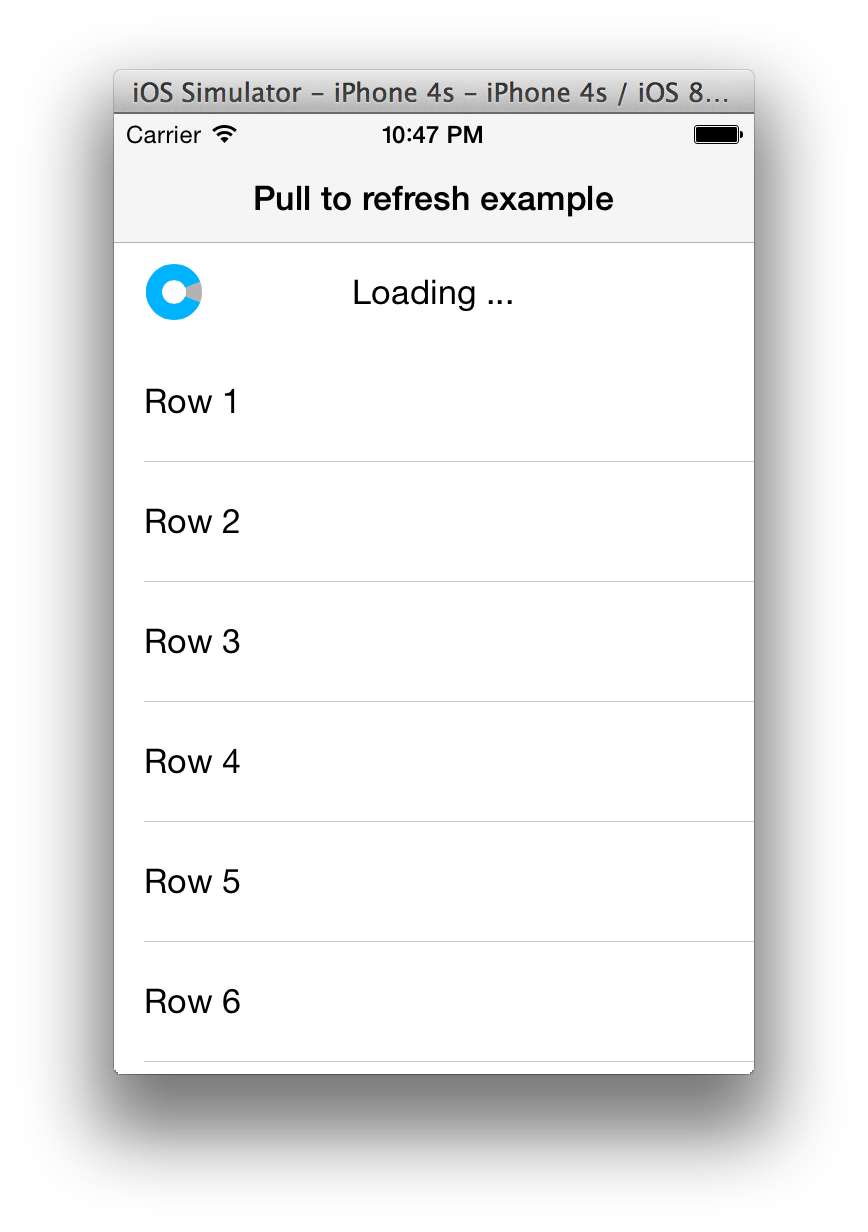 iOS Simulator – iPhone 4s – iPhone 4s / iOS 8...
Carrier 10:47 PM
Pull to refresh example
Loading ...
Row 1
Row 2
Row 3
Row 4
Row 5
Row 6